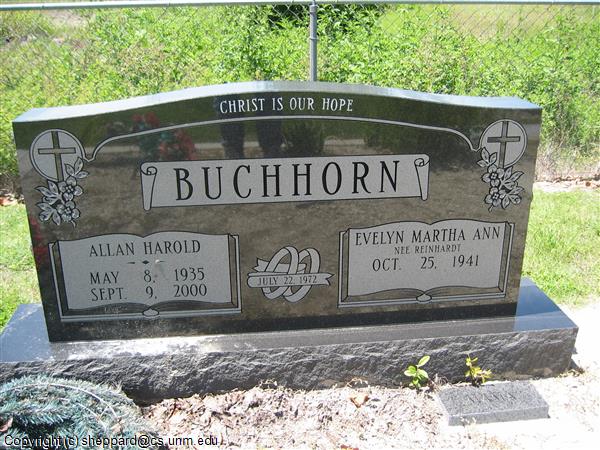 CHRIST IS OUR HOPE
BUCHHORN
ALLAN HAROLD
MAY 8, 1935
SEPT. 9, 2000
JULY 22, 1972
EVELYN MARTHA ANN
NEE REINHARDT
OCT. 25, 1941
Copyright (c) sheppard@cs.unm.edu